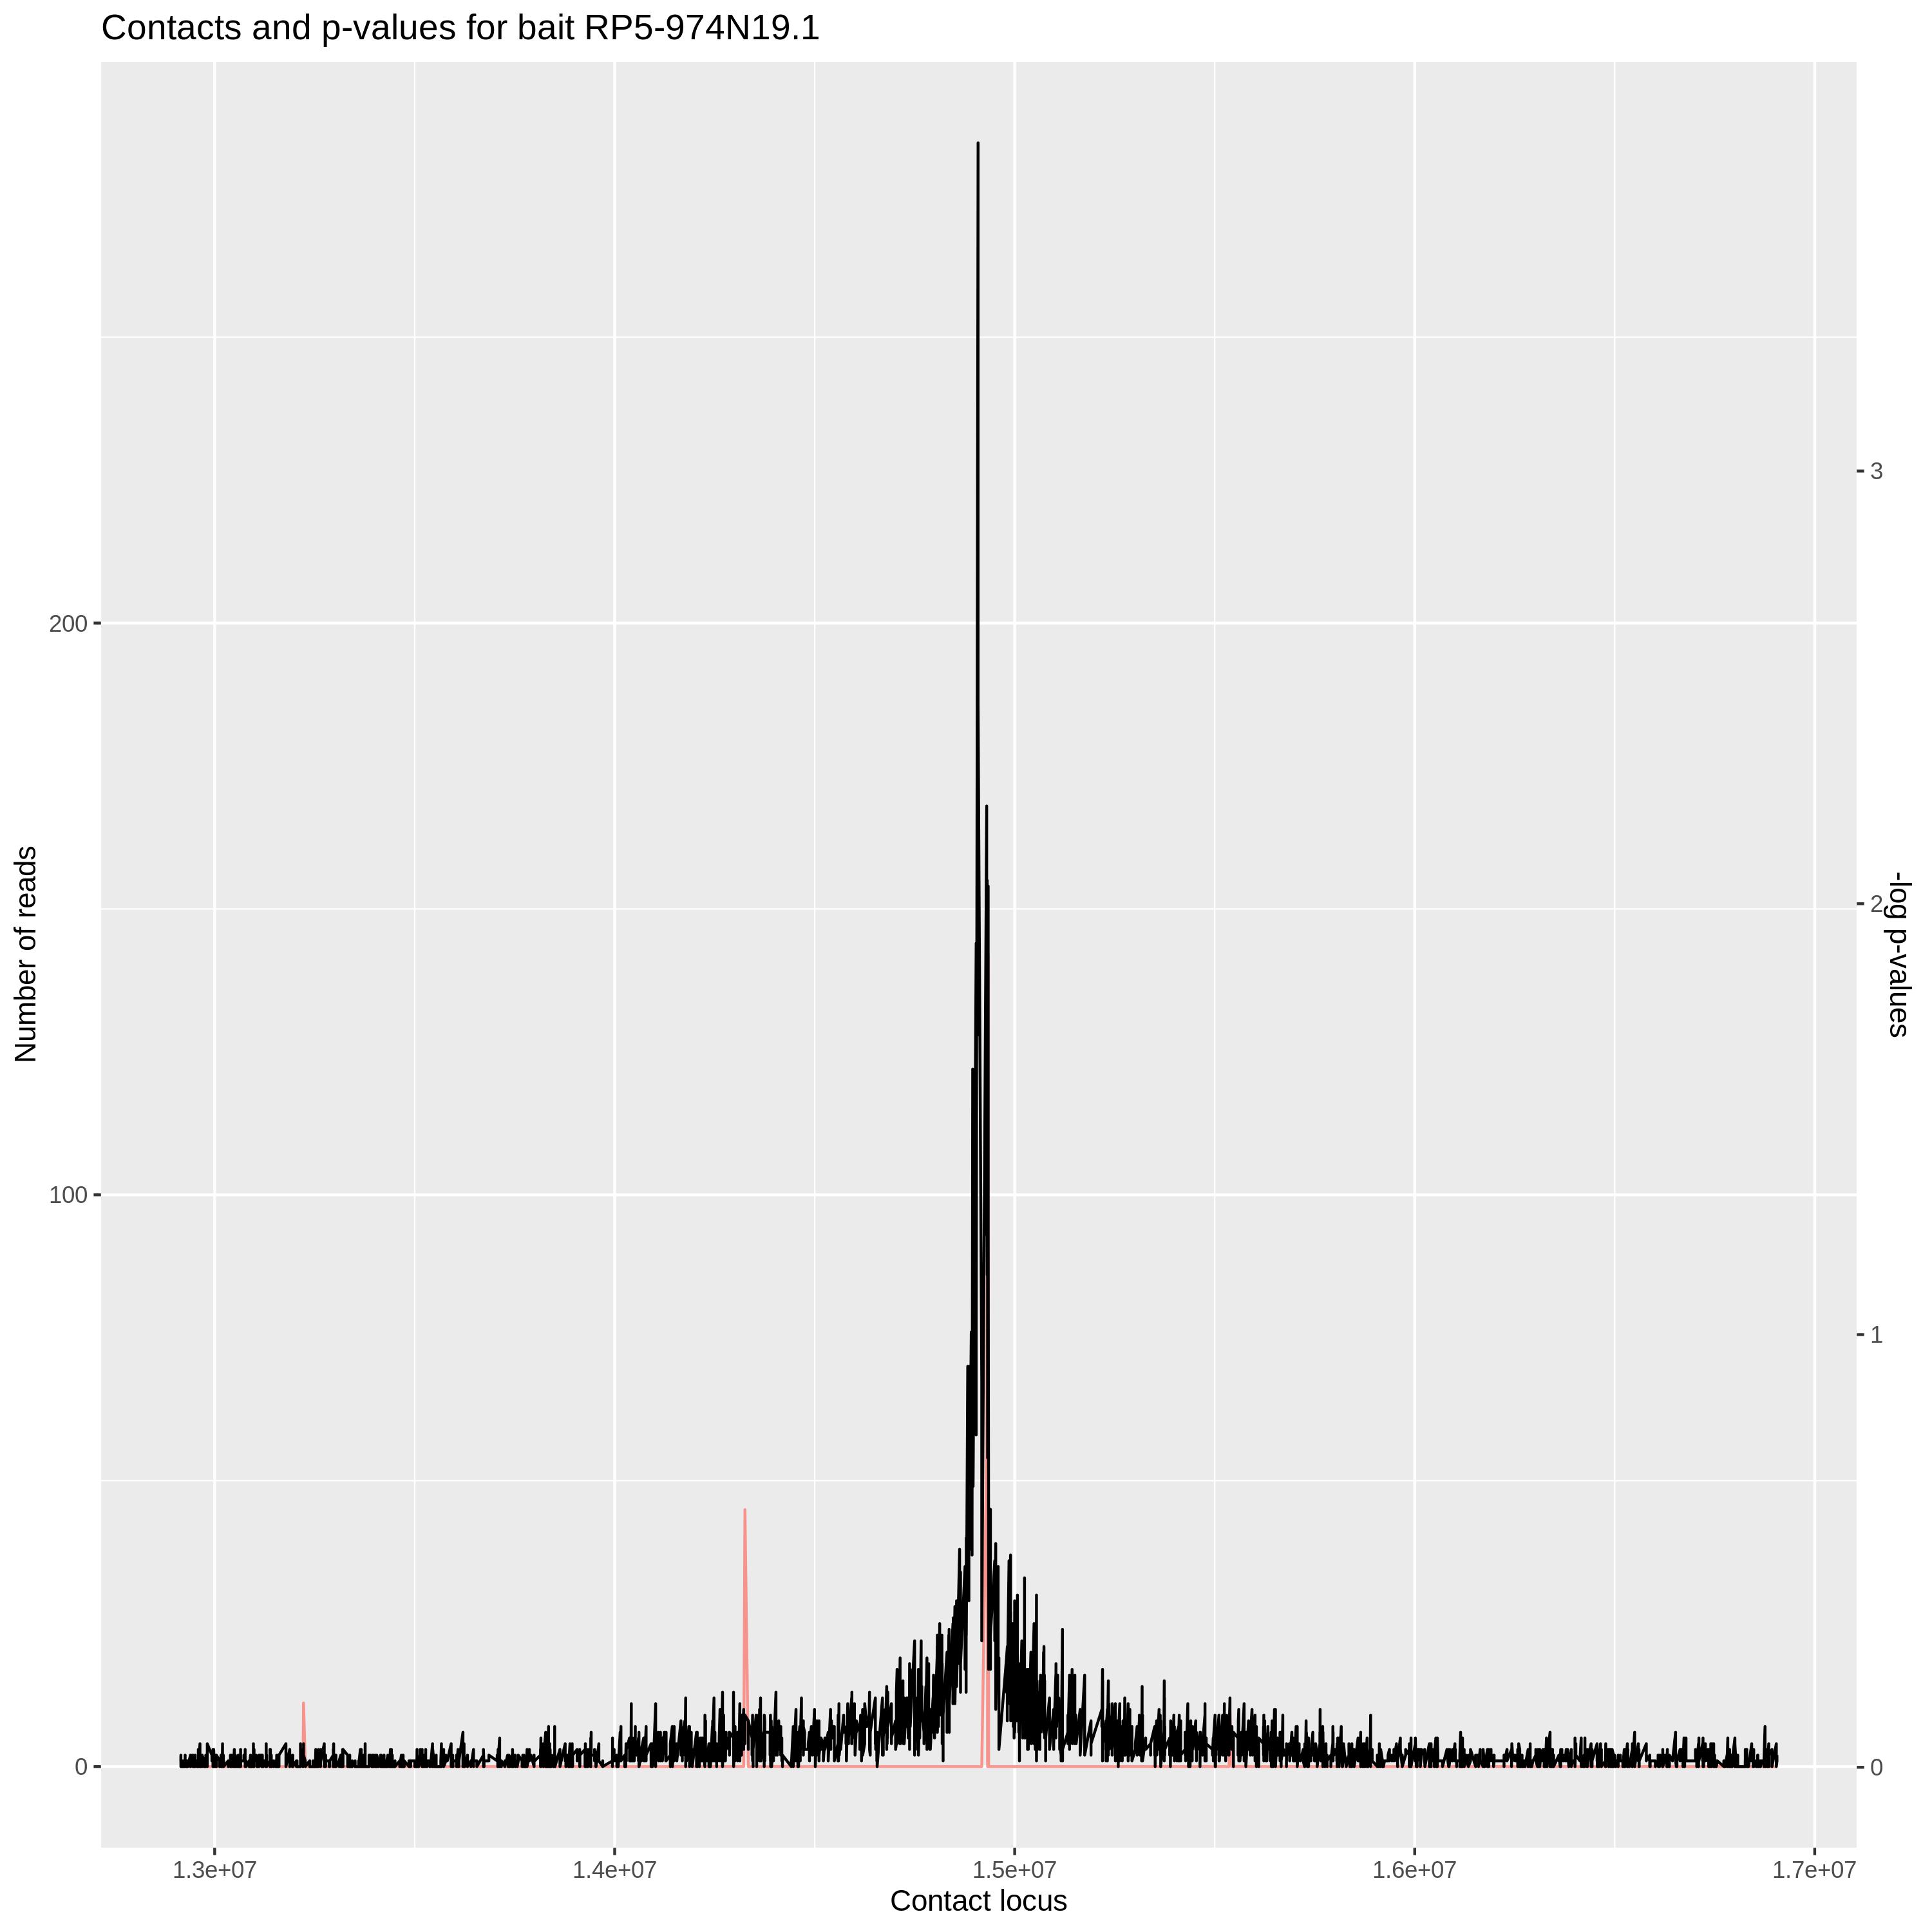 Contacts and p-values for bait RP5-974N19.1
Number of reads
200
100
0
3
2
1
0
-log p-values
1.3e+07
1.4e+07
1.5e+07
1.6e+07
1.7e+07
Contact locus